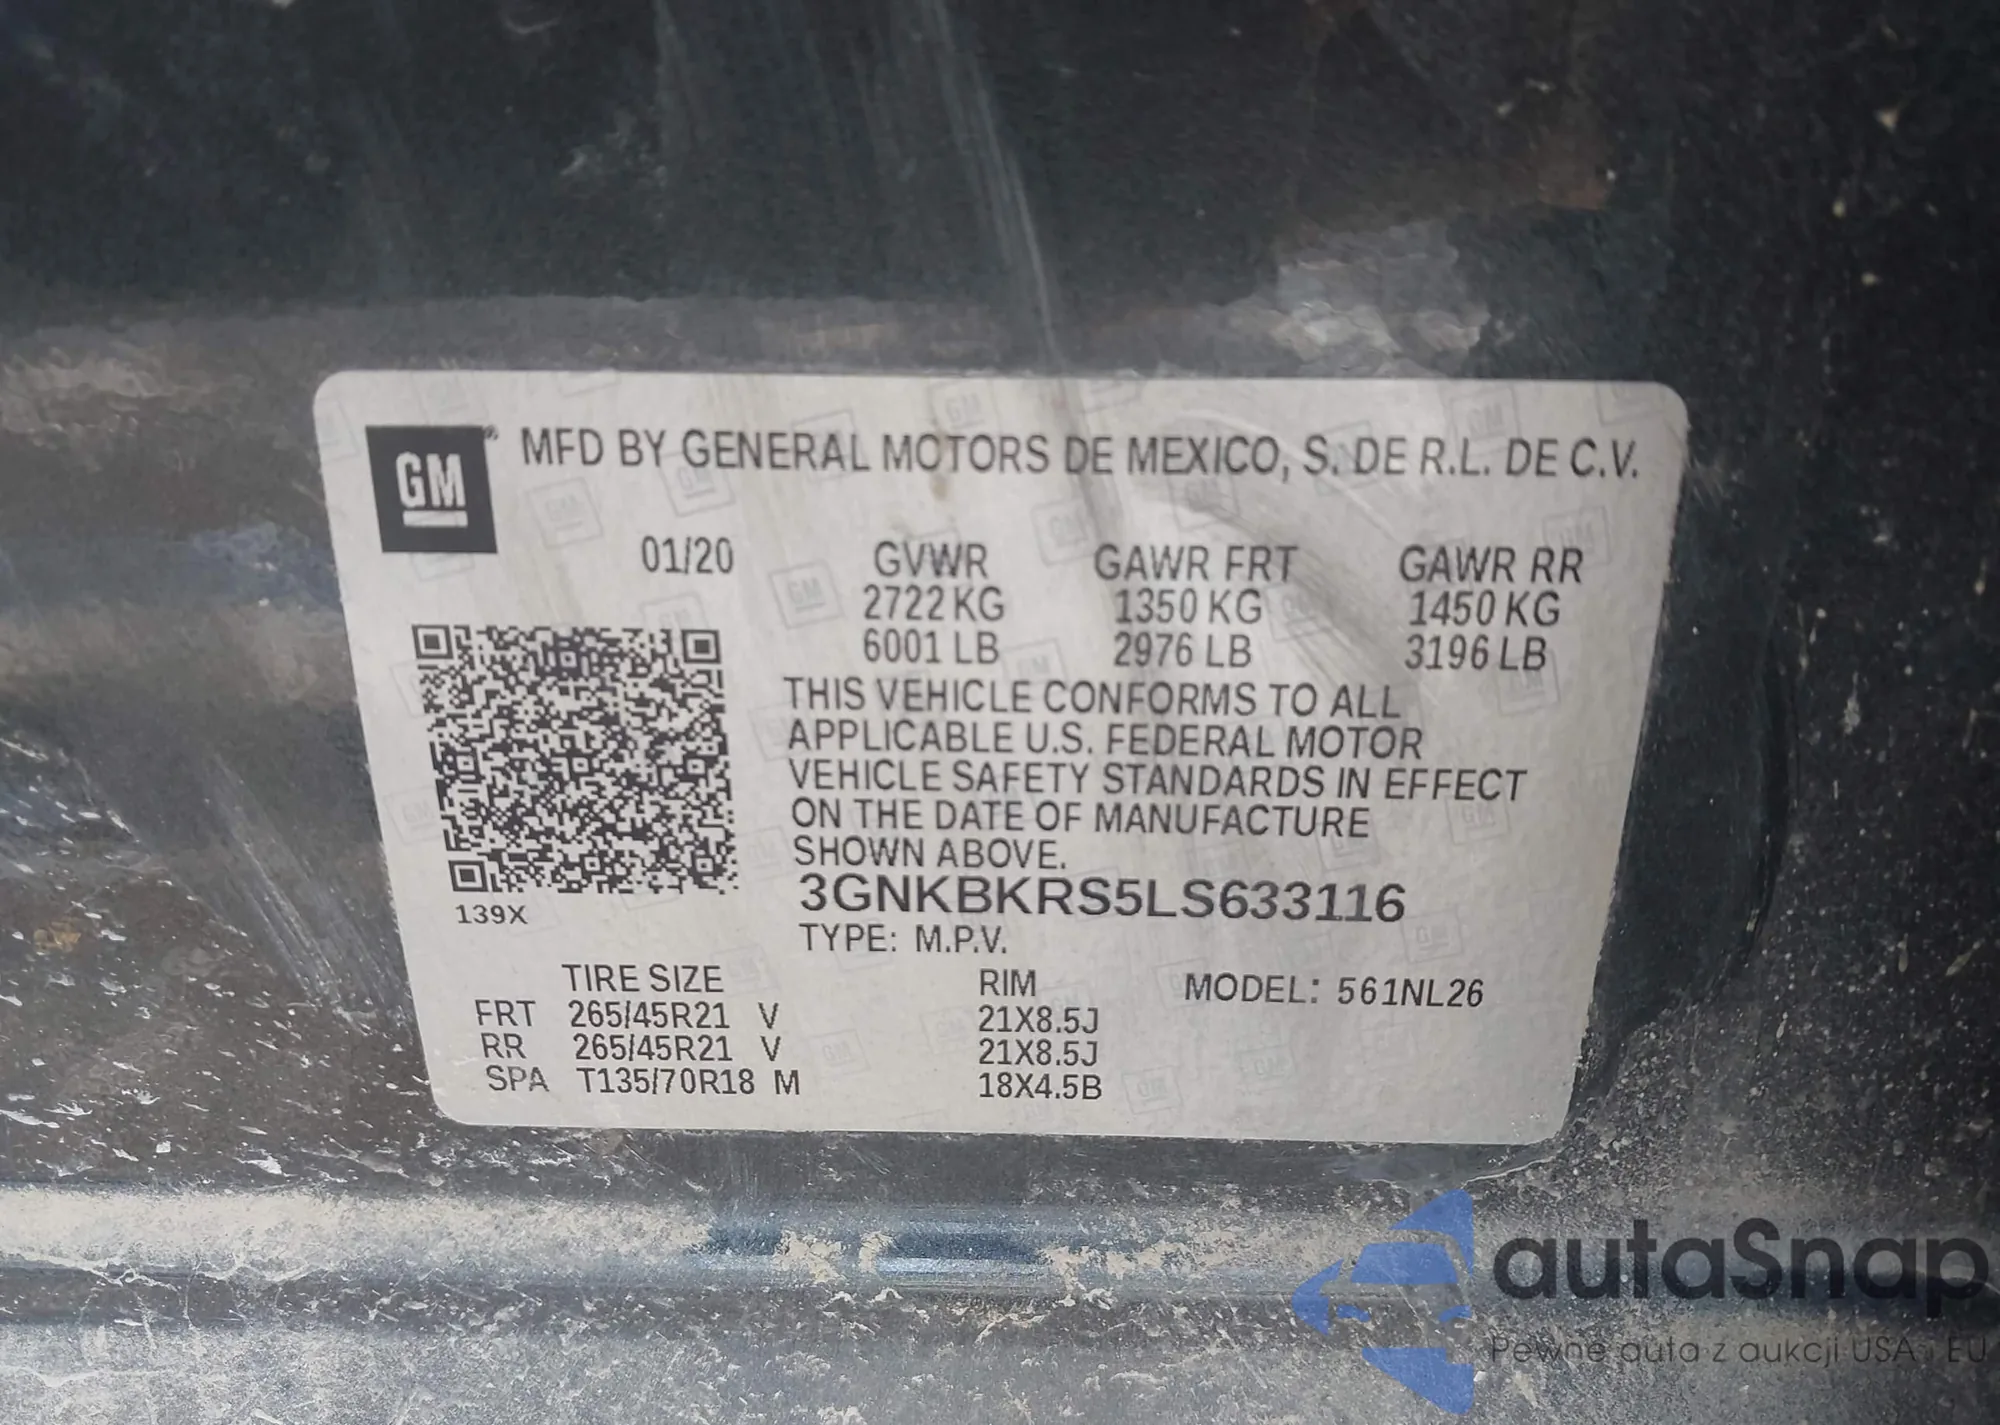 GM® MFD BY GENERAL MOTORS DE MEXICO, S. DE R.L. DE C.V.
01/20 GVWR GAWR FRT GAWR RR
2722 KG 1350 KG 1450 KG
6001 LB 2976 LB 3196 LB
THIS VEHICLE CONFORMS TO ALL
APPLICABLE U.S. FEDERAL MOTOR
VEHICLE SAFETY STANDARDS IN EFFECT
ON THE DATE OF MANUFACTURE
SHOWN ABOVE.
3GNKBKRS5LS633116
139X
TYPE: M.P.V.
TIRE SIZE RIM MODEL: 561NL26
FRT 265/45R21 V 21X8.5J
RR 265/45R21 V 21X8.5J
SPA T135/70R18 M 18X4.5B
autaSnap
Pewne auta z aukcji USA i EU